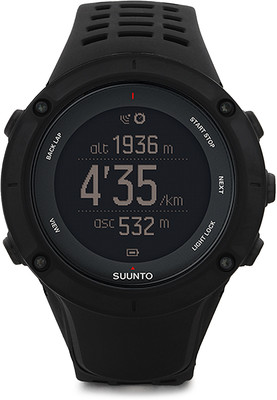 BACK LAP
START STOP
alt 1936 m
4'35 /km
asc 532 m
NEXT
VIEW
LIGHT LOCK
SUUNTO